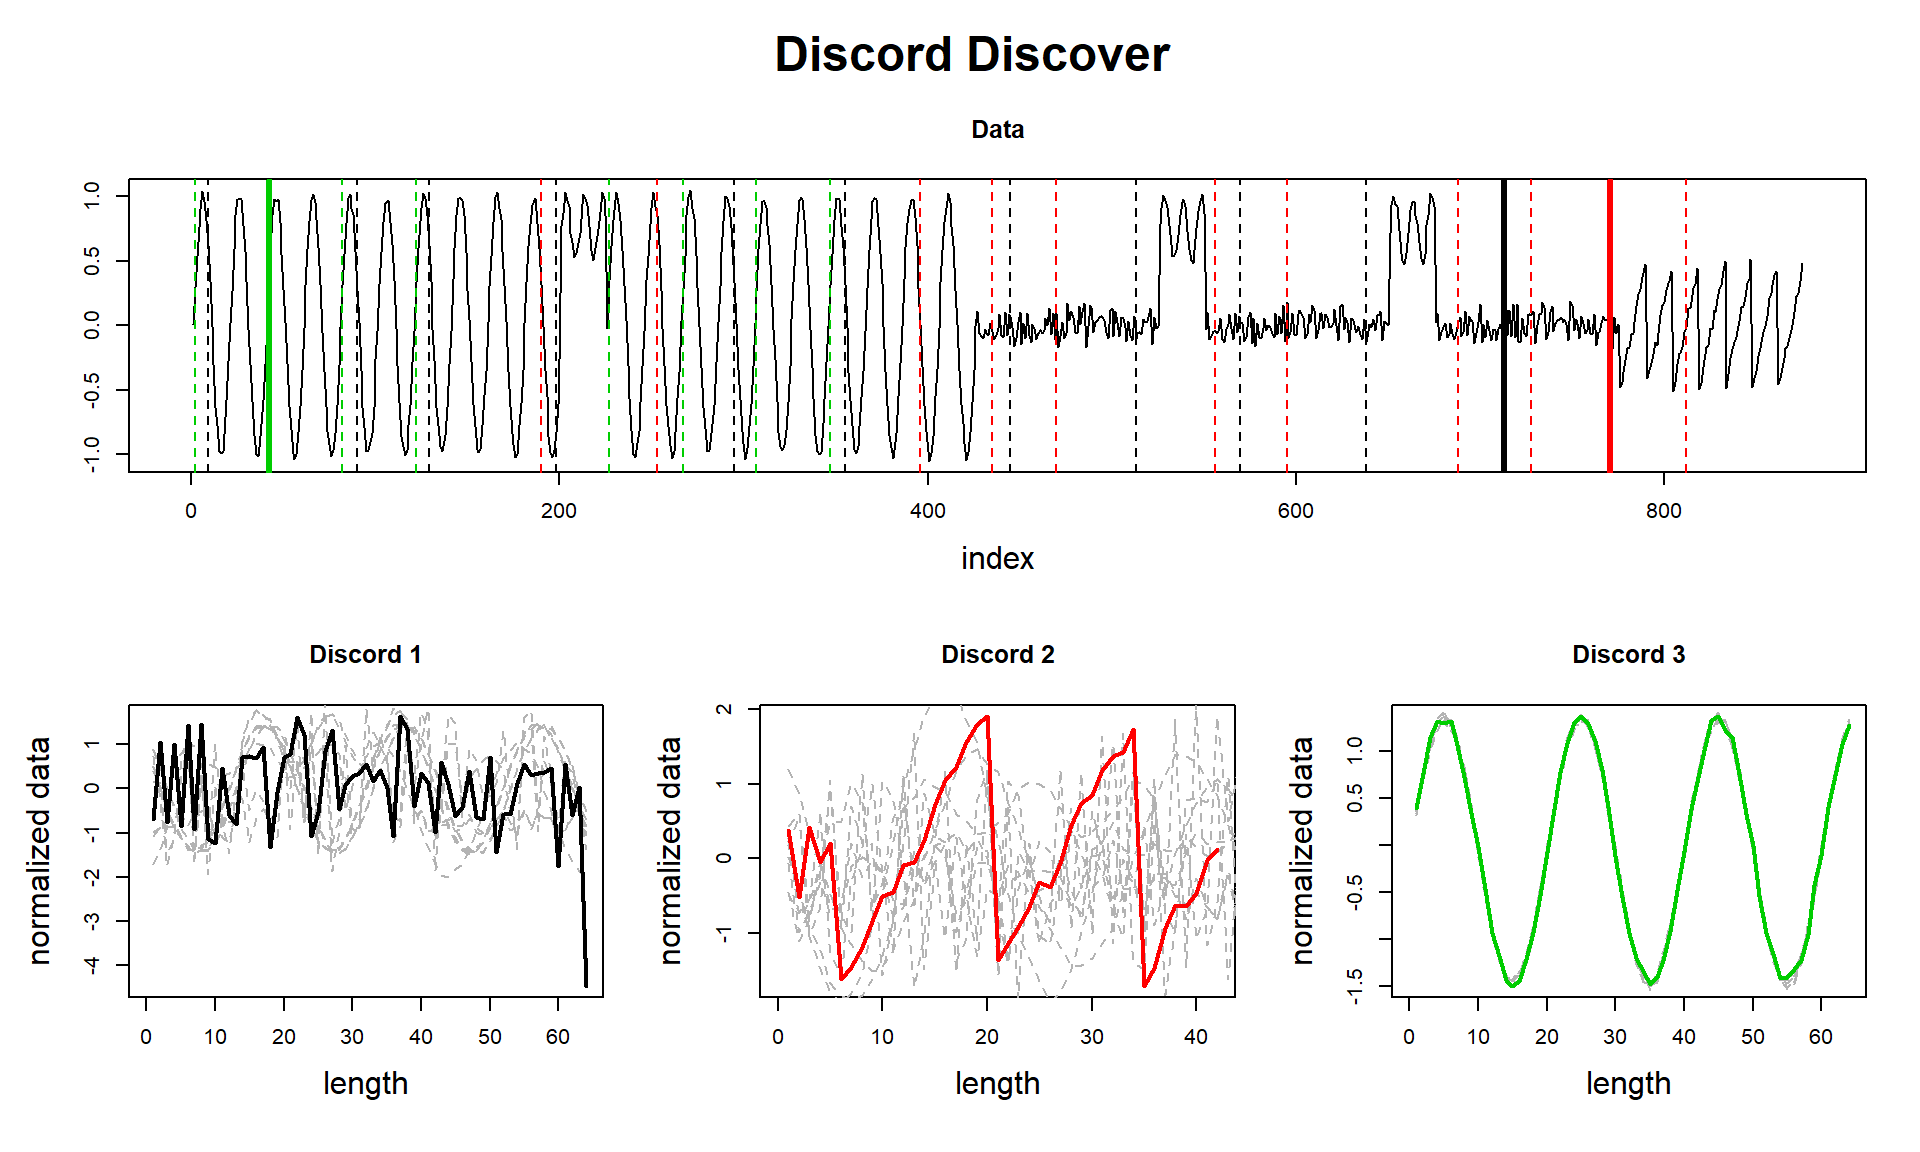 Discord Discover
Data
1.0
0.5
0.0
-0.5
-1.0
0 200 400 600 800
index
Discord 1
normalized data
1
0
-1
-2
-3
-4
0 10 20 30 40 50 60
length
Discord 2
normalized data
2
1
0
-1
0 10 20 30 40
length
Discord 3
normalized data
1.0
0.5
-0.5
-1.5
0 10 20 30 40 50 60
length